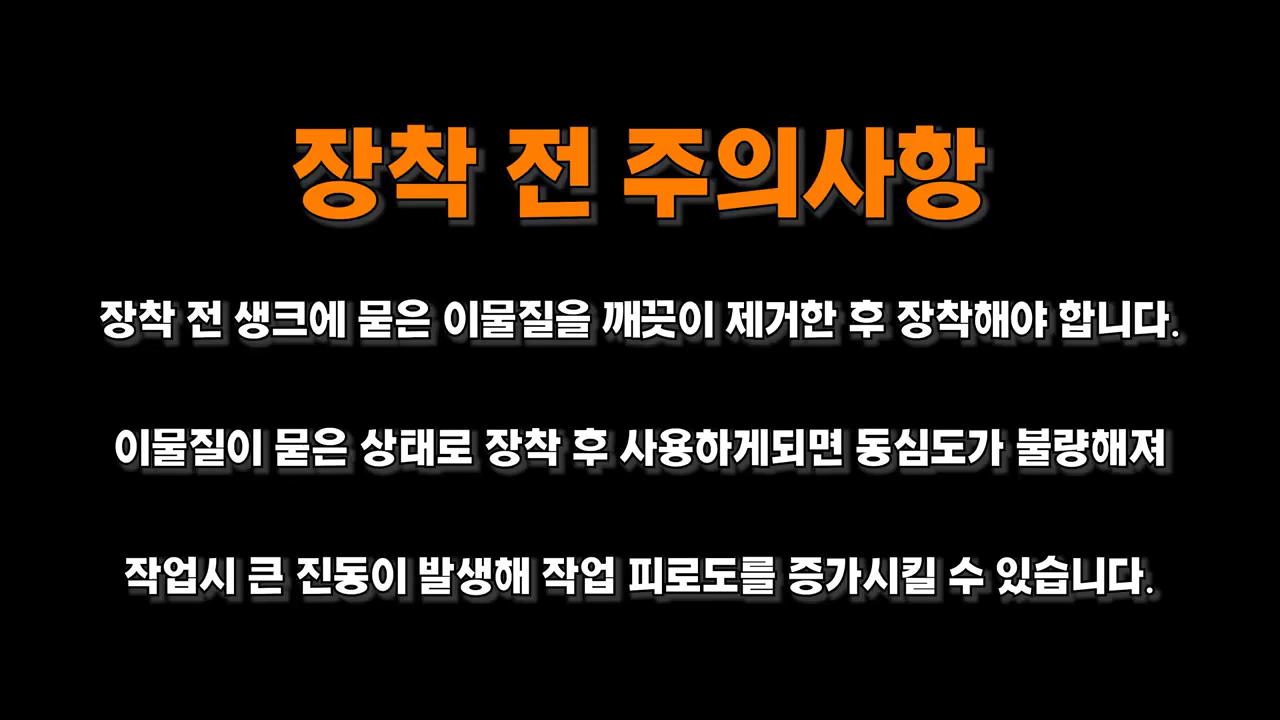 장착 전 주의사항
장착 전 생크에 묻은 이물질을 깨끗이 제거한 후 장착해야 합니다.
이물질이 묻은 상태로 장착 후 사용하게되면 동심도가 불량해져
작업시 큰 진동이 발생해 작업 피로도를 증가시킬 수 있습니다.